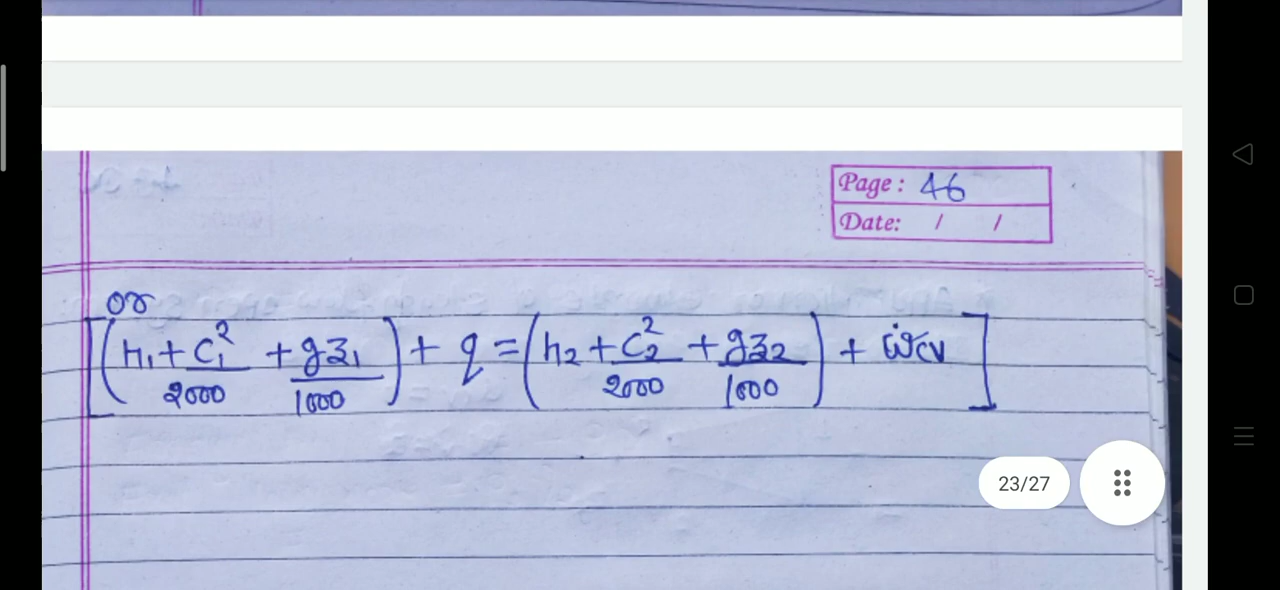 Page : 46
Date: / /
or
[(h₁ + C₁²/2000 + gz₁/1000) + q = (h₂ + C₂²/2000 + gz₂/1000) + ẇcv]
23/27